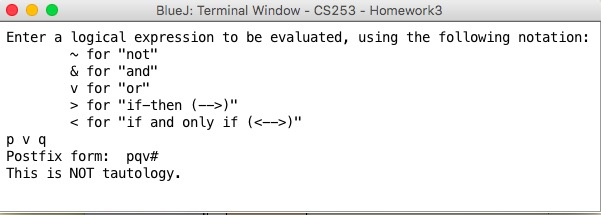 BlueJ: Terminal Window - CS253 - Homework3
Enter a logical expression to be evaluated, using the following notation:
~ for "not"
& for "and"
v for "or"
> for "if-then (-->)"
< for "if and only if (<-->)"
p v q
Postfix form:  pqv#
This is NOT tautology.